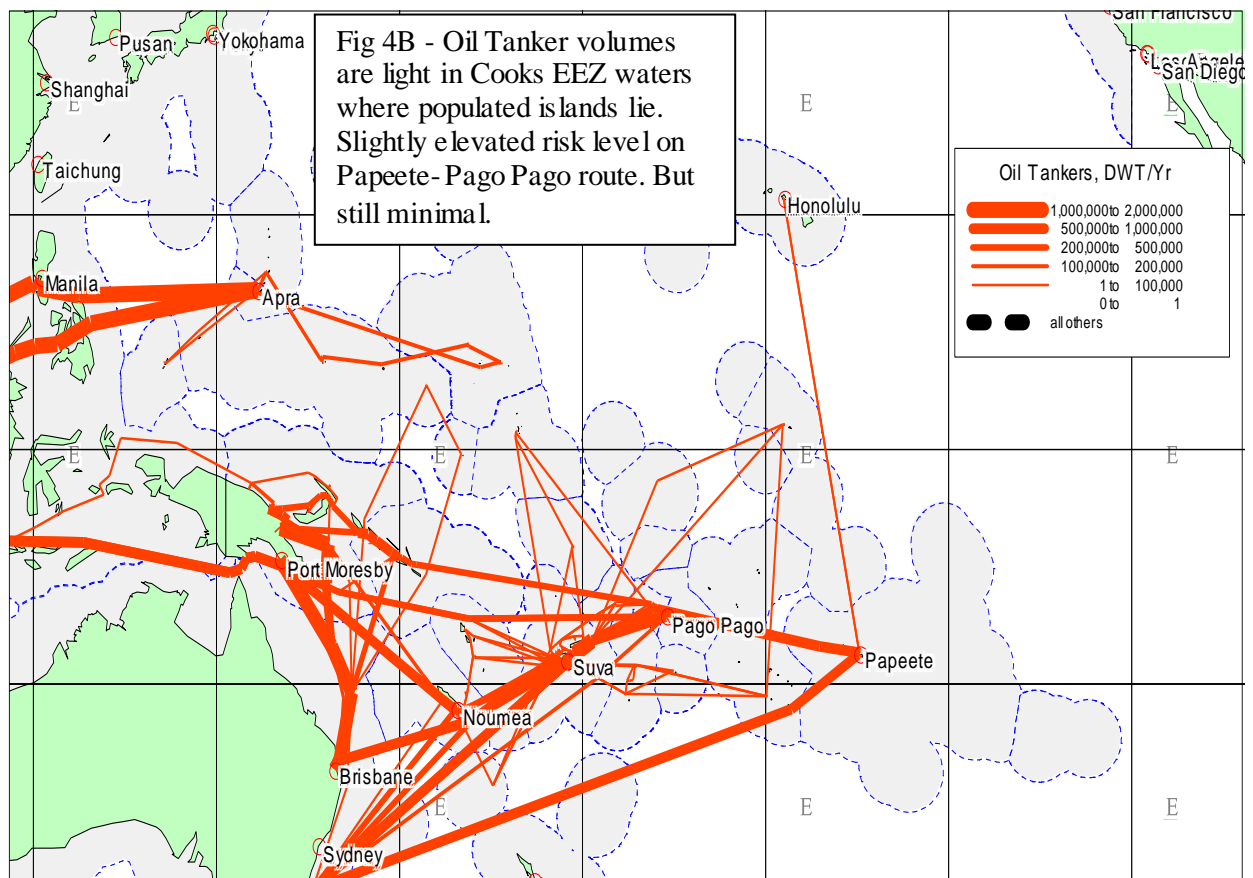 Fig 4B - Oil Tanker volumes
are light in Cooks EEZ waters
where populated islands lie.
Slightly elevated risk level on
Papeete- Pago Pago route. But
still minimal.
San Francisco
Pusan
Yokohama
Los Angeles
San Diego
Shanghai
E
E
E
Taichung
Oil Tankers, DWT/Yr
1,000,000 to 2,000,000
500,000 to 1,000,000
200,000 to 500,000
100,000 to 200,000
1 to 100,000
0 to 1
all others
Honolulu
Manila
Apra
E
E
E
E
Port Moresby
Pago Pago
Suva
Papeete
Noumea
Brisbane
E
E
E
Sydney